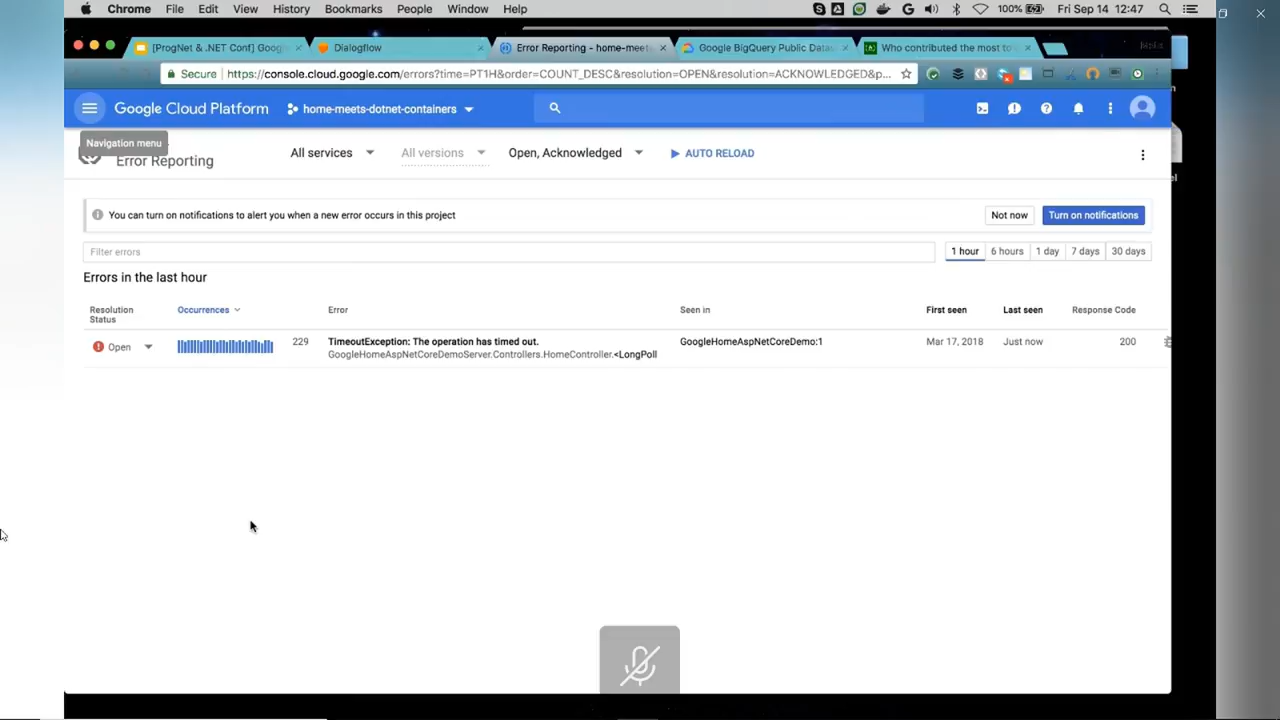 Chrome File Edit View History Bookmarks People Window Help 100% Fri Sep 14 12:47
[ProgNet & .NET Conf] Googl Dialogflow Error Reporting - home-meets Google BigQuery Public Datas Who contributed the most to
Secure https://console.cloud.google.com/errors?time=PT1H&order=COUNT_DESC&resolution=OPEN&resolution=ACKNOWLEDGED&p...
Google Cloud Platform home-meets-dotnet-containers
Navigation menu
Error Reporting All services All versions Open, Acknowledged AUTO RELOAD
You can turn on notifications to alert you when a new error occurs in this project Not now Turn on notifications
Filter errors 1 hour 6 hours 1 day 7 days 30 days
Errors in the last hour
Resolution Status Occurrences Error Seen in First seen Last seen Response Code
Open 229 TimeoutException: The operation has timed out. GoogleHomeAspNetCoreDemo:1 Mar 17, 2018 Just now 200
GoogleHomeAspNetCoreDemoServer.Controllers.HomeController.<LongPoll